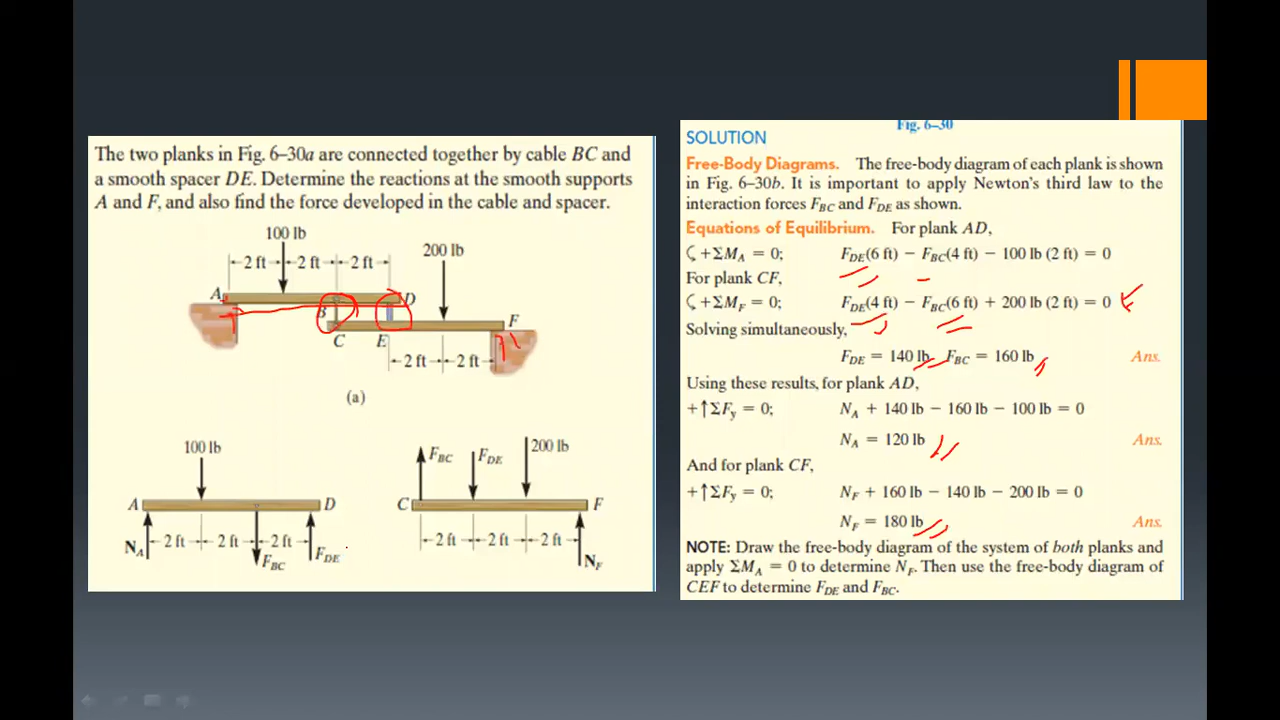 The two planks in Fig. 6–30a are connected together by cable BC and
a smooth spacer DE. Determine the reactions at the smooth supports
A and F, and also find the force developed in the cable and spacer.
100 lb
200 lb
2 ft 2 ft 2 ft
A D
B
F
C E
2 ft 2 ft
(a)
100 lb
A D
2 ft 2 ft 2 ft
N_A F_BC F_DE
F_BC F_DE 200 lb
C F
2 ft 2 ft 2 ft
N_F
Fig. 6–30
SOLUTION
Free-Body Diagrams. The free-body diagram of each plank is shown
in Fig. 6–30b. It is important to apply Newton's third law to the
interaction forces F_BC and F_DE as shown.
Equations of Equilibrium. For plank AD,
↺+ΣM_A = 0; F_DE(6 ft) − F_BC(4 ft) − 100 lb (2 ft) = 0
For plank CF,
↺+ΣM_F = 0; F_DE(4 ft) − F_BC(6 ft) + 200 lb (2 ft) = 0
Solving simultaneously,
F_DE = 140 lb F_BC = 160 lb Ans.
Using these results, for plank AD,
+↑ΣF_y = 0; N_A + 140 lb − 160 lb − 100 lb = 0
N_A = 120 lb Ans.
And for plank CF,
+↑ΣF_y = 0; N_F + 160 lb − 140 lb − 200 lb = 0
N_F = 180 lb Ans.
NOTE: Draw the free-body diagram of the system of both planks and
apply ΣM_A = 0 to determine N_F. Then use the free-body diagram of
CEF to determine F_DE and F_BC.